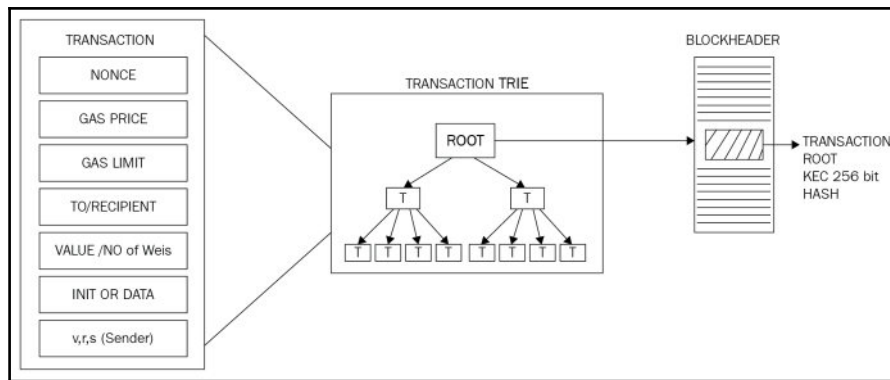 TRANSACTION
NONCE
GAS PRICE
GAS LIMIT
TO/RECIPIENT
VALUE /NO of Weis
INIT OR DATA
v,r,s (Sender)
TRANSACTION TRIE
ROOT
T T
T T T T T T T T
BLOCKHEADER
TRANSACTION
ROOT
KEC 256 bit
HASH